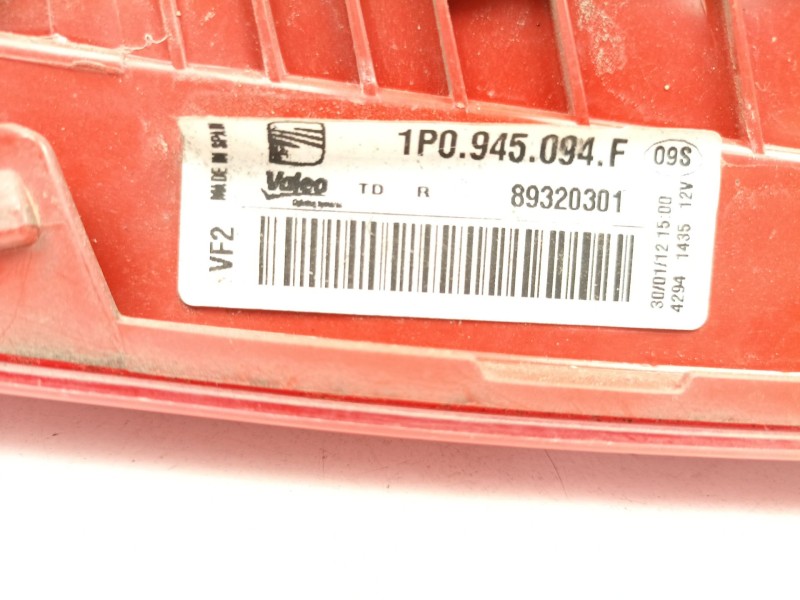 MADE IN SPAIN
1P0.945.094.F
09S
Valeo
TD R
89320301
VF2
30/01/12 15:00
4294 1435 12V